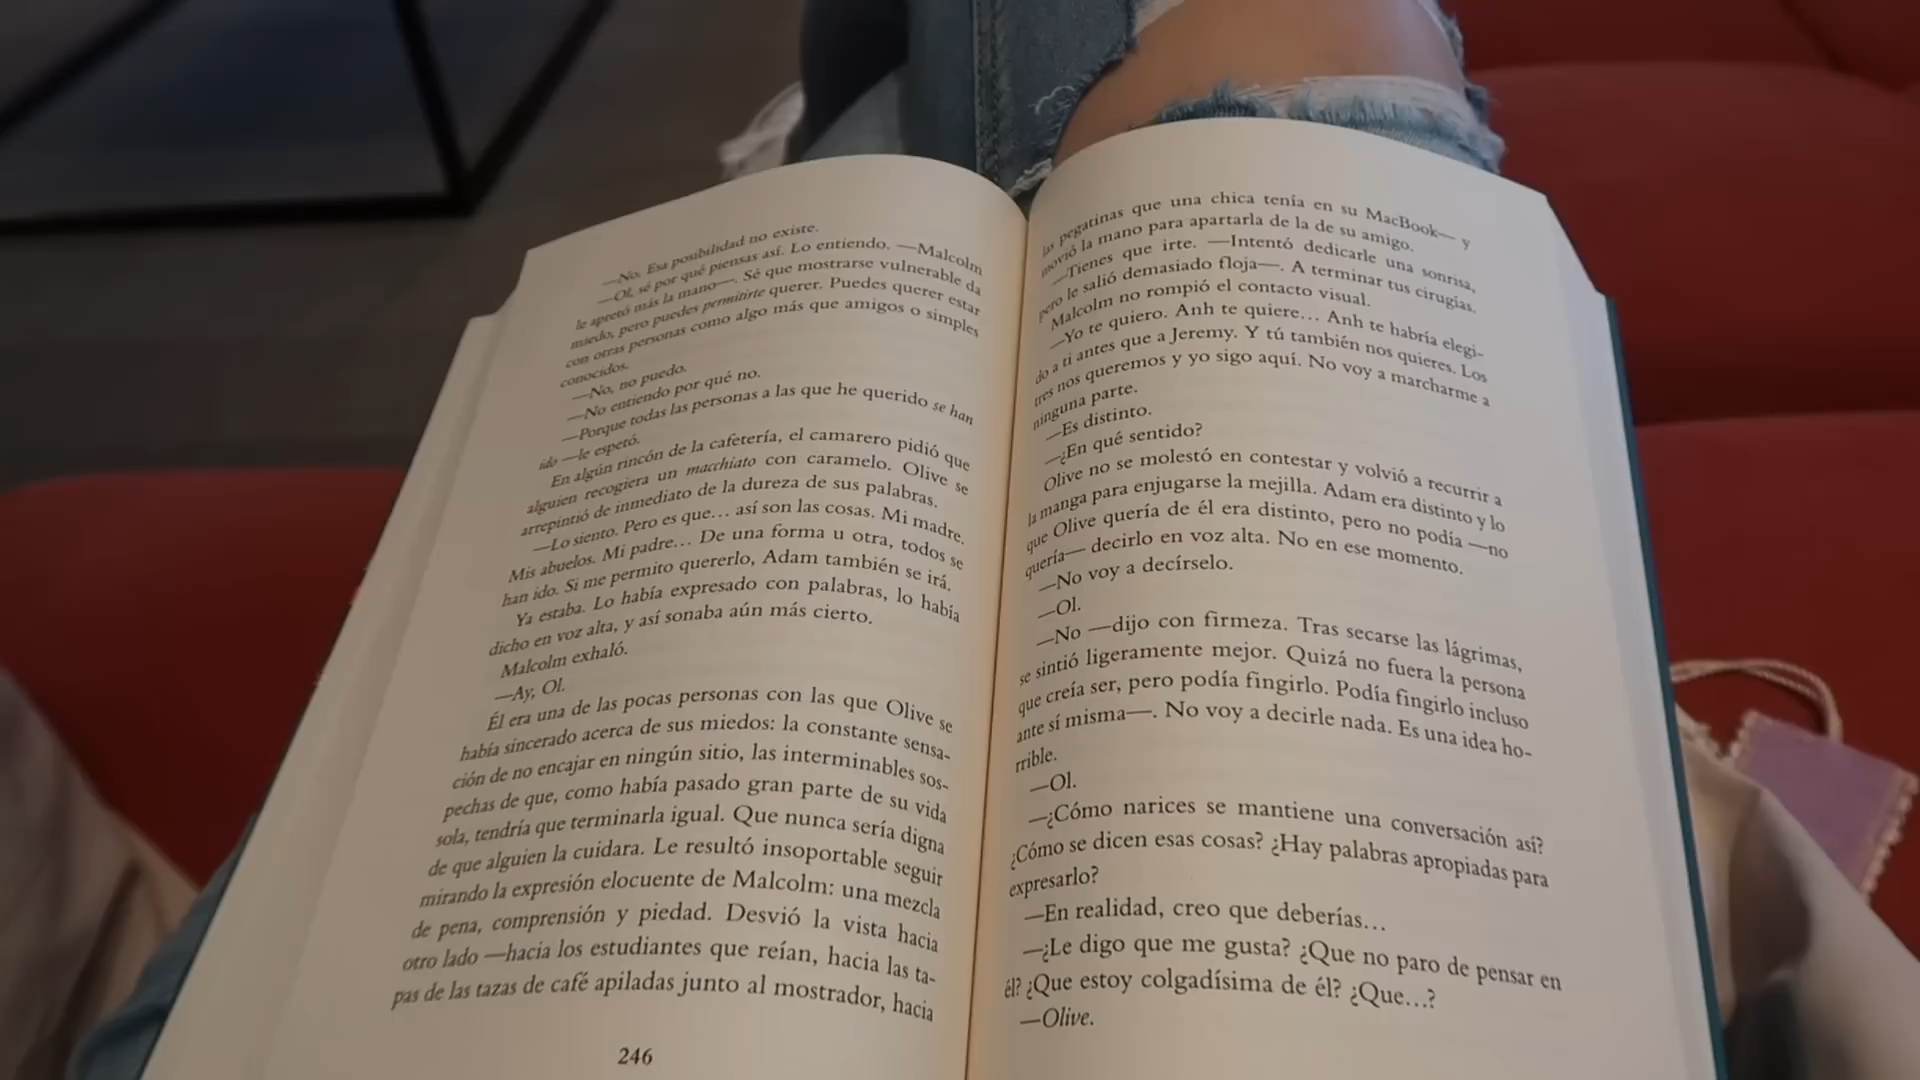 —No. Esa posibilidad no existe.
—Ol, sé por qué piensas así. Lo entiendo. —Malcolm
le apretó más la mano—. Sé que mostrarse vulnerable da
miedo, pero puedes permitirte querer. Puedes querer estar
con otras personas como algo más que amigos o simples
conocidos.
—No, no puedo.
—No entiendo por qué no.
—Porque todas las personas a las que he querido se han
ido —le espetó.
En algún rincón de la cafetería, el camarero pidió que
alguien recogiera un macchiato con caramelo. Olive se
arrepintió de inmediato de la dureza de sus palabras.
—Lo siento. Pero es que… así son las cosas. Mi madre.
Mis abuelos. Mi padre… De una forma u otra, todos se
han ido. Si me permito quererlo, Adam también se irá.
Ya estaba. Lo había expresado con palabras, lo había
dicho en voz alta, y así sonaba aún más cierto.
Malcolm exhaló.
—Ay, Ol.
Él era una de las pocas personas con las que Olive se
había sincerado acerca de sus miedos: la constante sensa-
ción de no encajar en ningún sitio, las interminables sos-
pechas de que, como había pasado gran parte de su vida
sola, tendría que terminarla igual. Que nunca sería digna
de que alguien la cuidara. Le resultó insoportable seguir
mirando la expresión elocuente de Malcolm: una mezcla
de pena, comprensión y piedad. Desvió la vista hacia
otro lado —hacia los estudiantes que reían, hacia las ta-
pas de las tazas de café apiladas junto al mostrador, hacia
246
las pegatinas que una chica tenía en su MacBook— y
movió la mano para apartarla de la de su amigo.
—Tienes que irte. —Intentó dedicarle una sonrisa,
pero le salió demasiado floja—. A terminar tus cirugías.
Malcolm no rompió el contacto visual.
—Yo te quiero. Anh te quiere… Anh te habría elegi-
do a ti antes que a Jeremy. Y tú también nos quieres. Los
tres nos queremos y yo sigo aquí. No voy a marcharme a
ninguna parte.
—Es distinto.
—¿En qué sentido?
Olive no se molestó en contestar y volvió a recurrir a
la manga para enjugarse la mejilla. Adam era distinto y lo
que Olive quería de él era distinto, pero no podía —no
quería— decirlo en voz alta. No en ese momento.
—No voy a decírselo.
—Ol.
—No —dijo con firmeza. Tras secarse las lágrimas,
se sintió ligeramente mejor. Quizá no fuera la persona
que creía ser, pero podía fingirlo. Podía fingirlo incluso
ante sí misma—. No voy a decirle nada. Es una idea ho-
rrible.
—Ol.
—¿Cómo narices se mantiene una conversación así?
¿Cómo se dicen esas cosas? ¿Hay palabras apropiadas para
expresarlo?
—En realidad, creo que deberías…
—¿Le digo que me gusta? ¿Que no paro de pensar en
él? ¿Que estoy colgadísima de él? ¿Que…?
—Olive.